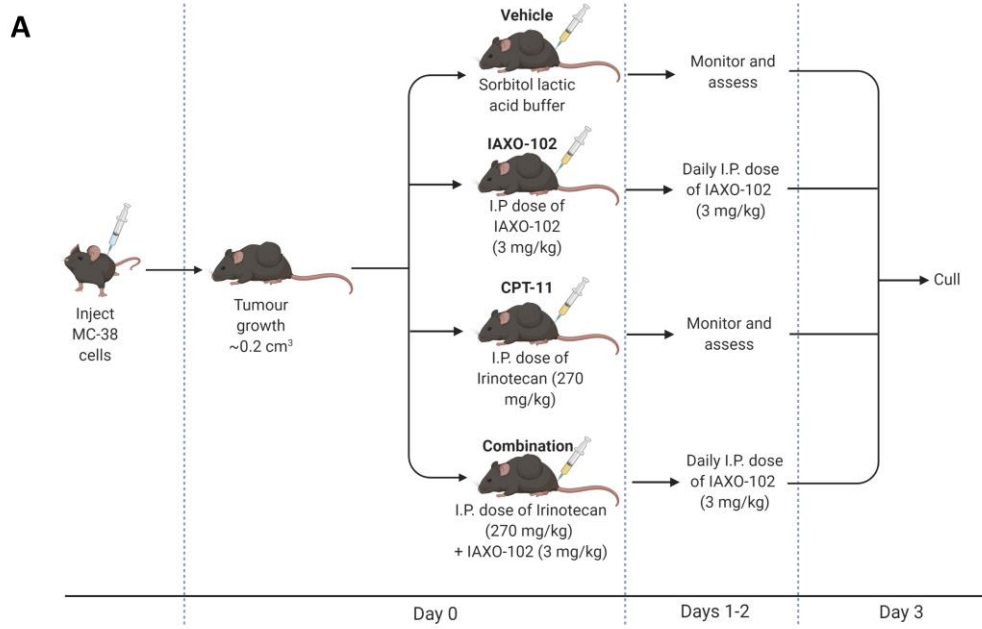 A
Inject
MC-38
cells
Tumour
growth
~0.2 cm³
Vehicle
Sorbitol lactic
acid buffer
Monitor and
assess
IAXO-102
I.P dose of
IAXO-102
(3 mg/kg)
Daily I.P. dose
of IAXO-102
(3 mg/kg)
CPT-11
I.P. dose of
Irinotecan (270
mg/kg)
Monitor and
assess
Combination
I.P. dose of Irinotecan
(270 mg/kg)
+ IAXO-102 (3 mg/kg)
Daily I.P. dose
of IAXO-102
(3 mg/kg)
Cull
Day 0
Days 1-2
Day 3